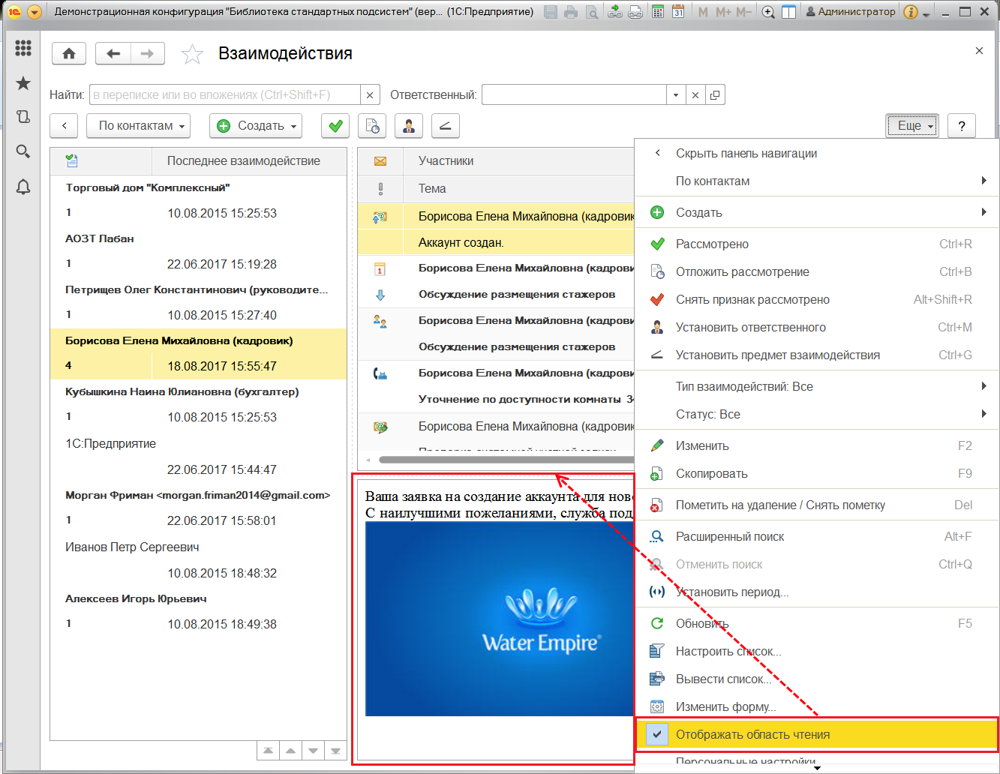 Демонстрационная конфигурация "Библиотека стандартных подсистем" (вер... (1С:Предприятие)
M M+ M- Администратор
Взаимодействия
Найти: в переписке или во вложениях (Ctrl+Shift+F) Ответственный:
По контактам Создать Еще ?
Последнее взаимодействие
Торговый дом "Комплексный"
1 10.08.2015 15:25:53
АОЗТ Лабан
1 22.06.2017 15:19:28
Петрищев Олег Константинович (руководите...
1 10.08.2015 15:27:40
Борисова Елена Михайловна (кадровик)
4 18.08.2017 15:55:47
Кубышкина Наина Юлиановна (бухгалтер)
1 10.08.2015 15:25:53
1С:Предприятие
22.06.2017 15:44:47
Морган Фриман <morgan.friman2014@gmail.com>
1 22.06.2017 15:58:01
Иванов Петр Сергеевич
10.08.2015 18:48:32
Алексеев Игорь Юрьевич
1 10.08.2015 18:49:38
Участники
Тема
Борисова Елена Михайловна (кадровик
Аккаунт создан.
Борисова Елена Михайловна (кадрови
Обсуждение размещения стажеров
Борисова Елена Михайловна (кадрови
Обсуждение размещения стажеров
Борисова Елена Михайловна (кадрови
Уточнение по доступности комнаты 3
Борисова Елена Михайловна (кадровик
Ваша заявка на создание аккаунта для нов
С наилучшими пожеланиями, служба под
Water Empire
Скрыть панель навигации
По контактам
Создать
Рассмотрено Ctrl+R
Отложить рассмотрение Ctrl+B
Снять признак рассмотрено Alt+Shift+R
Установить ответственного Ctrl+M
Установить предмет взаимодействия Ctrl+G
Тип взаимодействий: Все
Статус: Все
Изменить F2
Скопировать F9
Пометить на удаление / Снять пометку Del
Расширенный поиск Alt+F
Отменить поиск Ctrl+Q
Установить период...
Обновить F5
Настроить список...
Вывести список...
Изменить форму...
Отображать область чтения
Персональные настройки